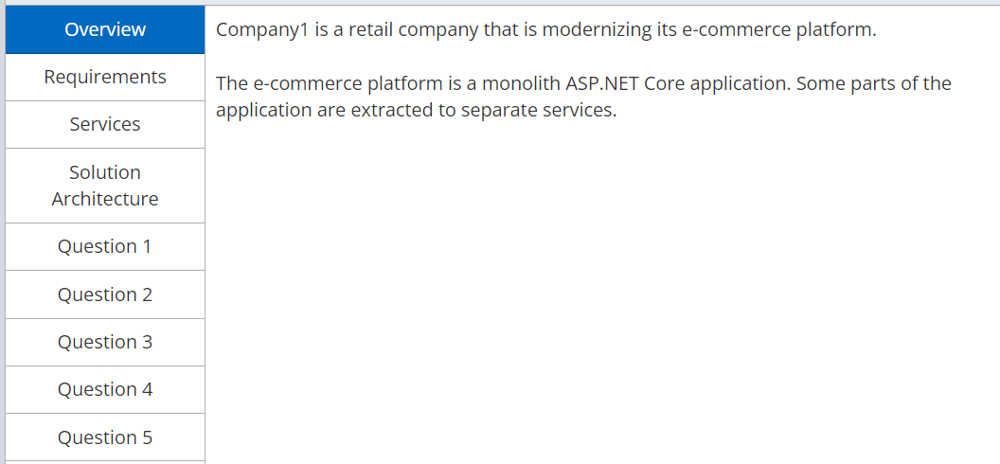 Overview
Requirements
Services
Solution
Architecture
Question 1
Question 2
Question 3
Question 4
Question 5
Company1 is a retail company that is modernizing its e-commerce platform.
The e-commerce platform is a monolith ASP.NET Core application. Some parts of the
application are extracted to separate services.